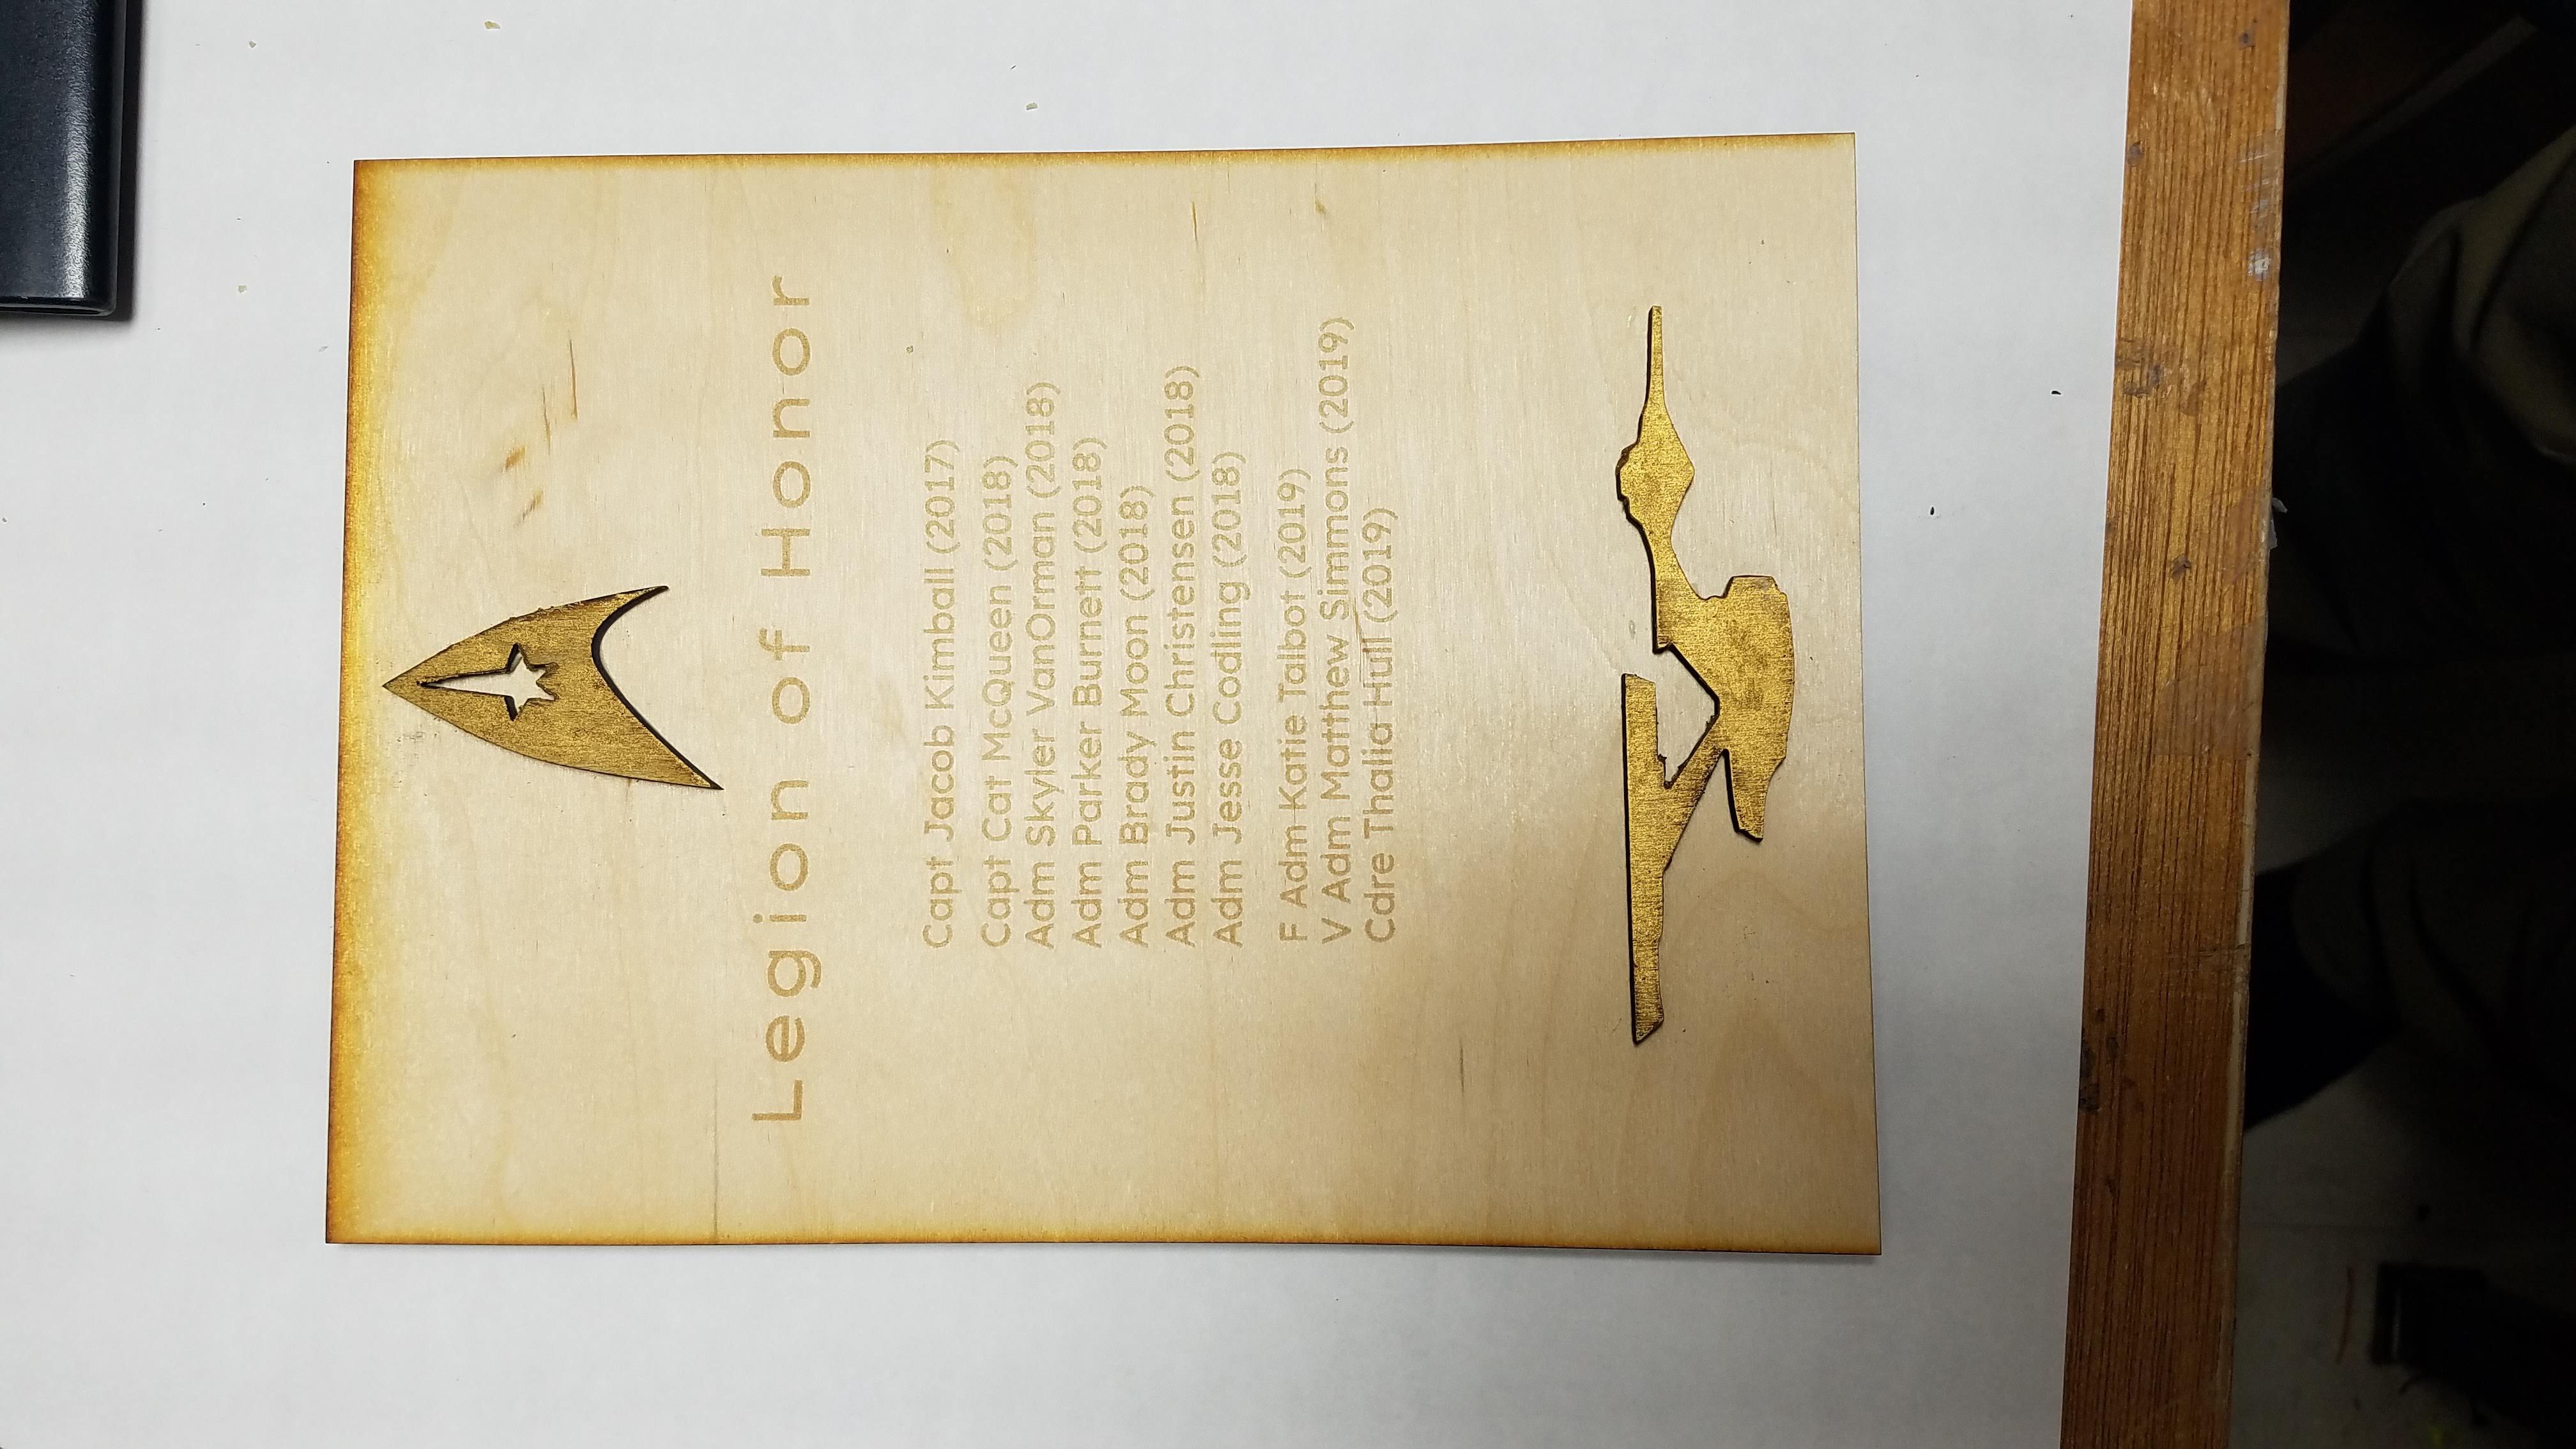 Legion of Honor
Capt Jacob Kimball (2017)
Capt Cat McQueen (2018)
Adm Skyler VanOrman (2018)
Adm Parker Burnett (2018)
Adm Brady Moon (2018)
Adm Justin Christensen (2018)
Adm Jesse Codling (2018)
F Adm Katie Talbot (2019)
V Adm Matthew Simmons (2019)
Cdre Thalia Hull (2019)